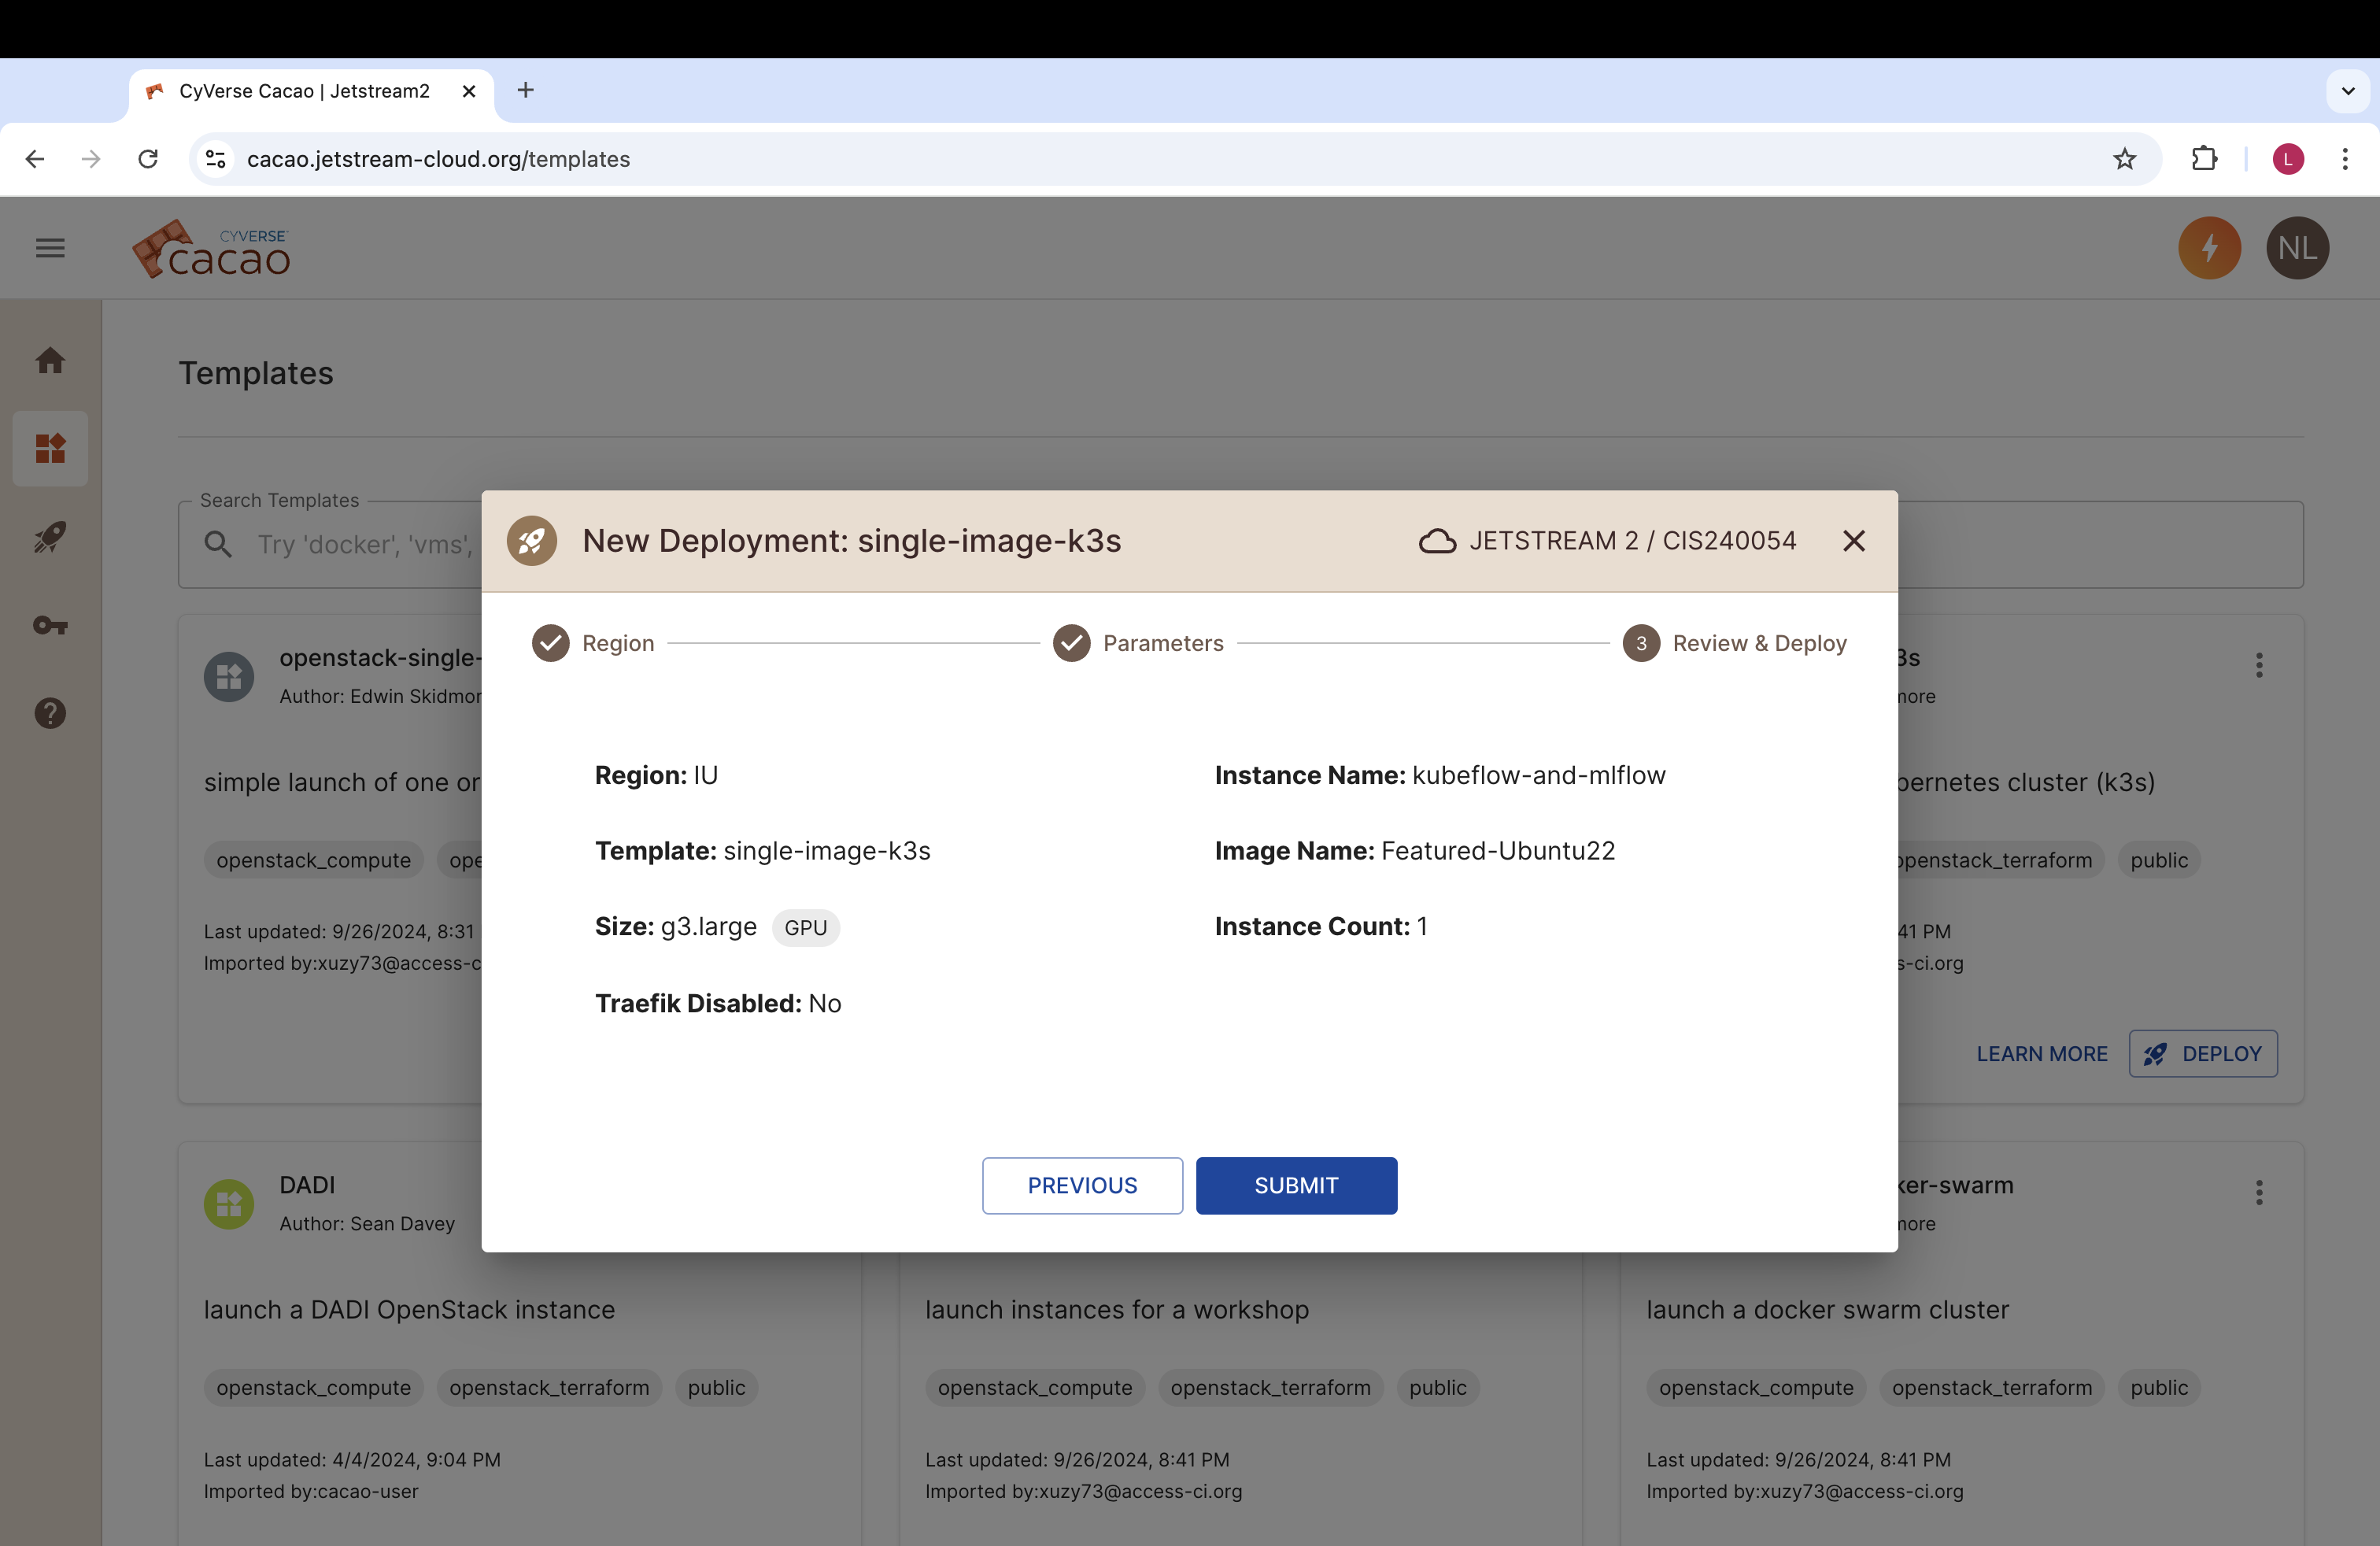 CyVerse Cacao | Jetstream2
cacao.jetstream-cloud.org/templates
L
CYVERSE
cacao
NL
Templates
Search Templates
Try 'docker', 'vms',
New Deployment: single-image-k3s
JETSTREAM 2 / CIS240054
Region
Parameters
3 Review & Deploy
Region: IU
Instance Name: kubeflow-and-mlflow
Template: single-image-k3s
Image Name: Featured-Ubuntu22
Size: g3.large GPU
Instance Count: 1
Traefik Disabled: No
PREVIOUS
SUBMIT
openstack-single-
Author: Edwin Skidmor
simple launch of one or
openstack_compute
ope
Last updated: 9/26/2024, 8:31
Imported by:xuzy73@access-c
3s
more
bernetes cluster (k3s)
openstack_terraform
public
41 PM
s-ci.org
LEARN MORE
DEPLOY
DADI
Author: Sean Davey
launch a DADI OpenStack instance
openstack_compute
openstack_terraform
public
Last updated: 4/4/2024, 9:04 PM
Imported by:cacao-user
launch instances for a workshop
openstack_compute
openstack_terraform
public
Last updated: 9/26/2024, 8:41 PM
Imported by:xuzy73@access-ci.org
ker-swarm
more
launch a docker swarm cluster
openstack_compute
openstack_terraform
public
Last updated: 9/26/2024, 8:41 PM
Imported by:xuzy73@access-ci.org